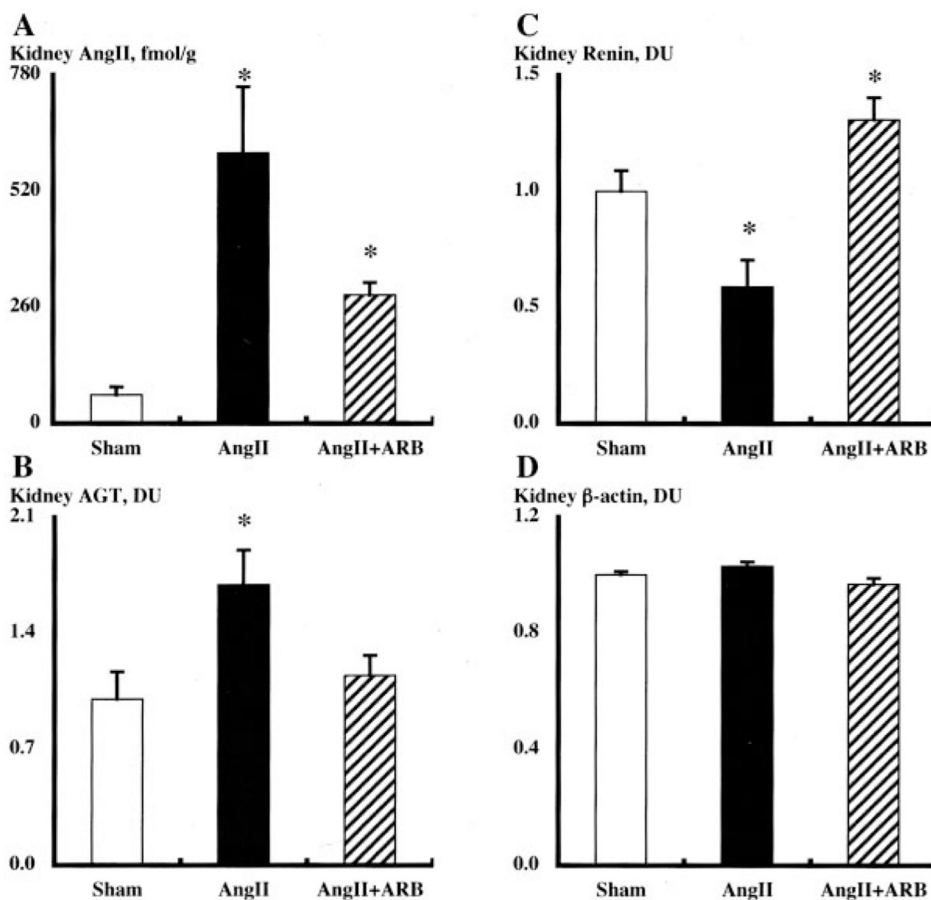 A
Kidney AngII, fmol/g
780
*
520
*
260
0
Sham AngII AngII+ARB
B
Kidney AGT, DU
2.1
*
1.4
0.7
0.0
Sham AngII AngII+ARB
C
Kidney Renin, DU
1.5
*
1.0
*
0.5
0.0
Sham AngII AngII+ARB
D
Kidney β-actin, DU
1.2
0.8
0.4
0.0
Sham AngII AngII+ARB